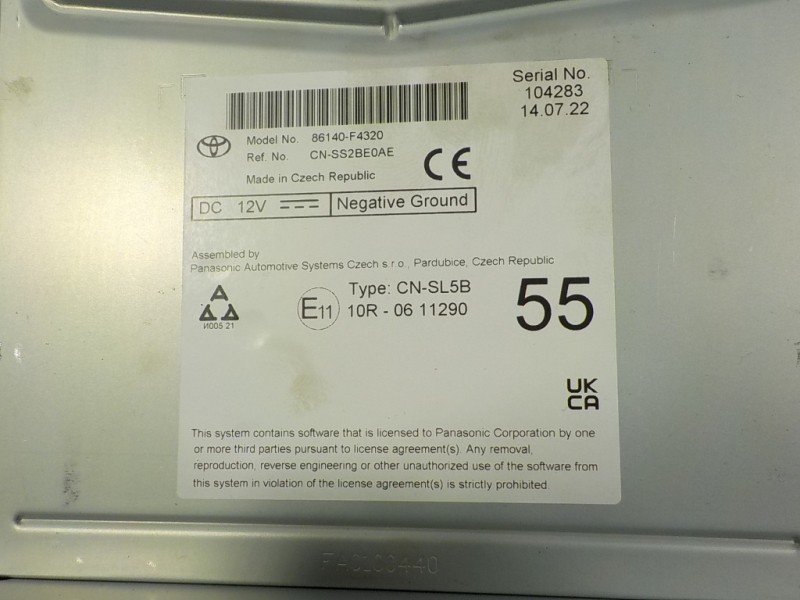 Serial No.
104283
14.07.22
Model No. 86140-F4320
Ref. No. CN-SS2BE0AE
Made in Czech Republic
CE
DC 12V Negative Ground
Assembled by
Panasonic Automotive Systems Czech s.r.o., Pardubice, Czech Republic
Type: CN-SL5B
E11 10R - 06 11290
55
И005 21
UK
CA
This system contains software that is licensed to Panasonic Corporation by one
or more third parties pursuant to license agreement(s). Any removal,
reproduction, reverse engineering or other unauthorized use of the software from
this system in violation of the license agreement(s) is strictly prohibited.